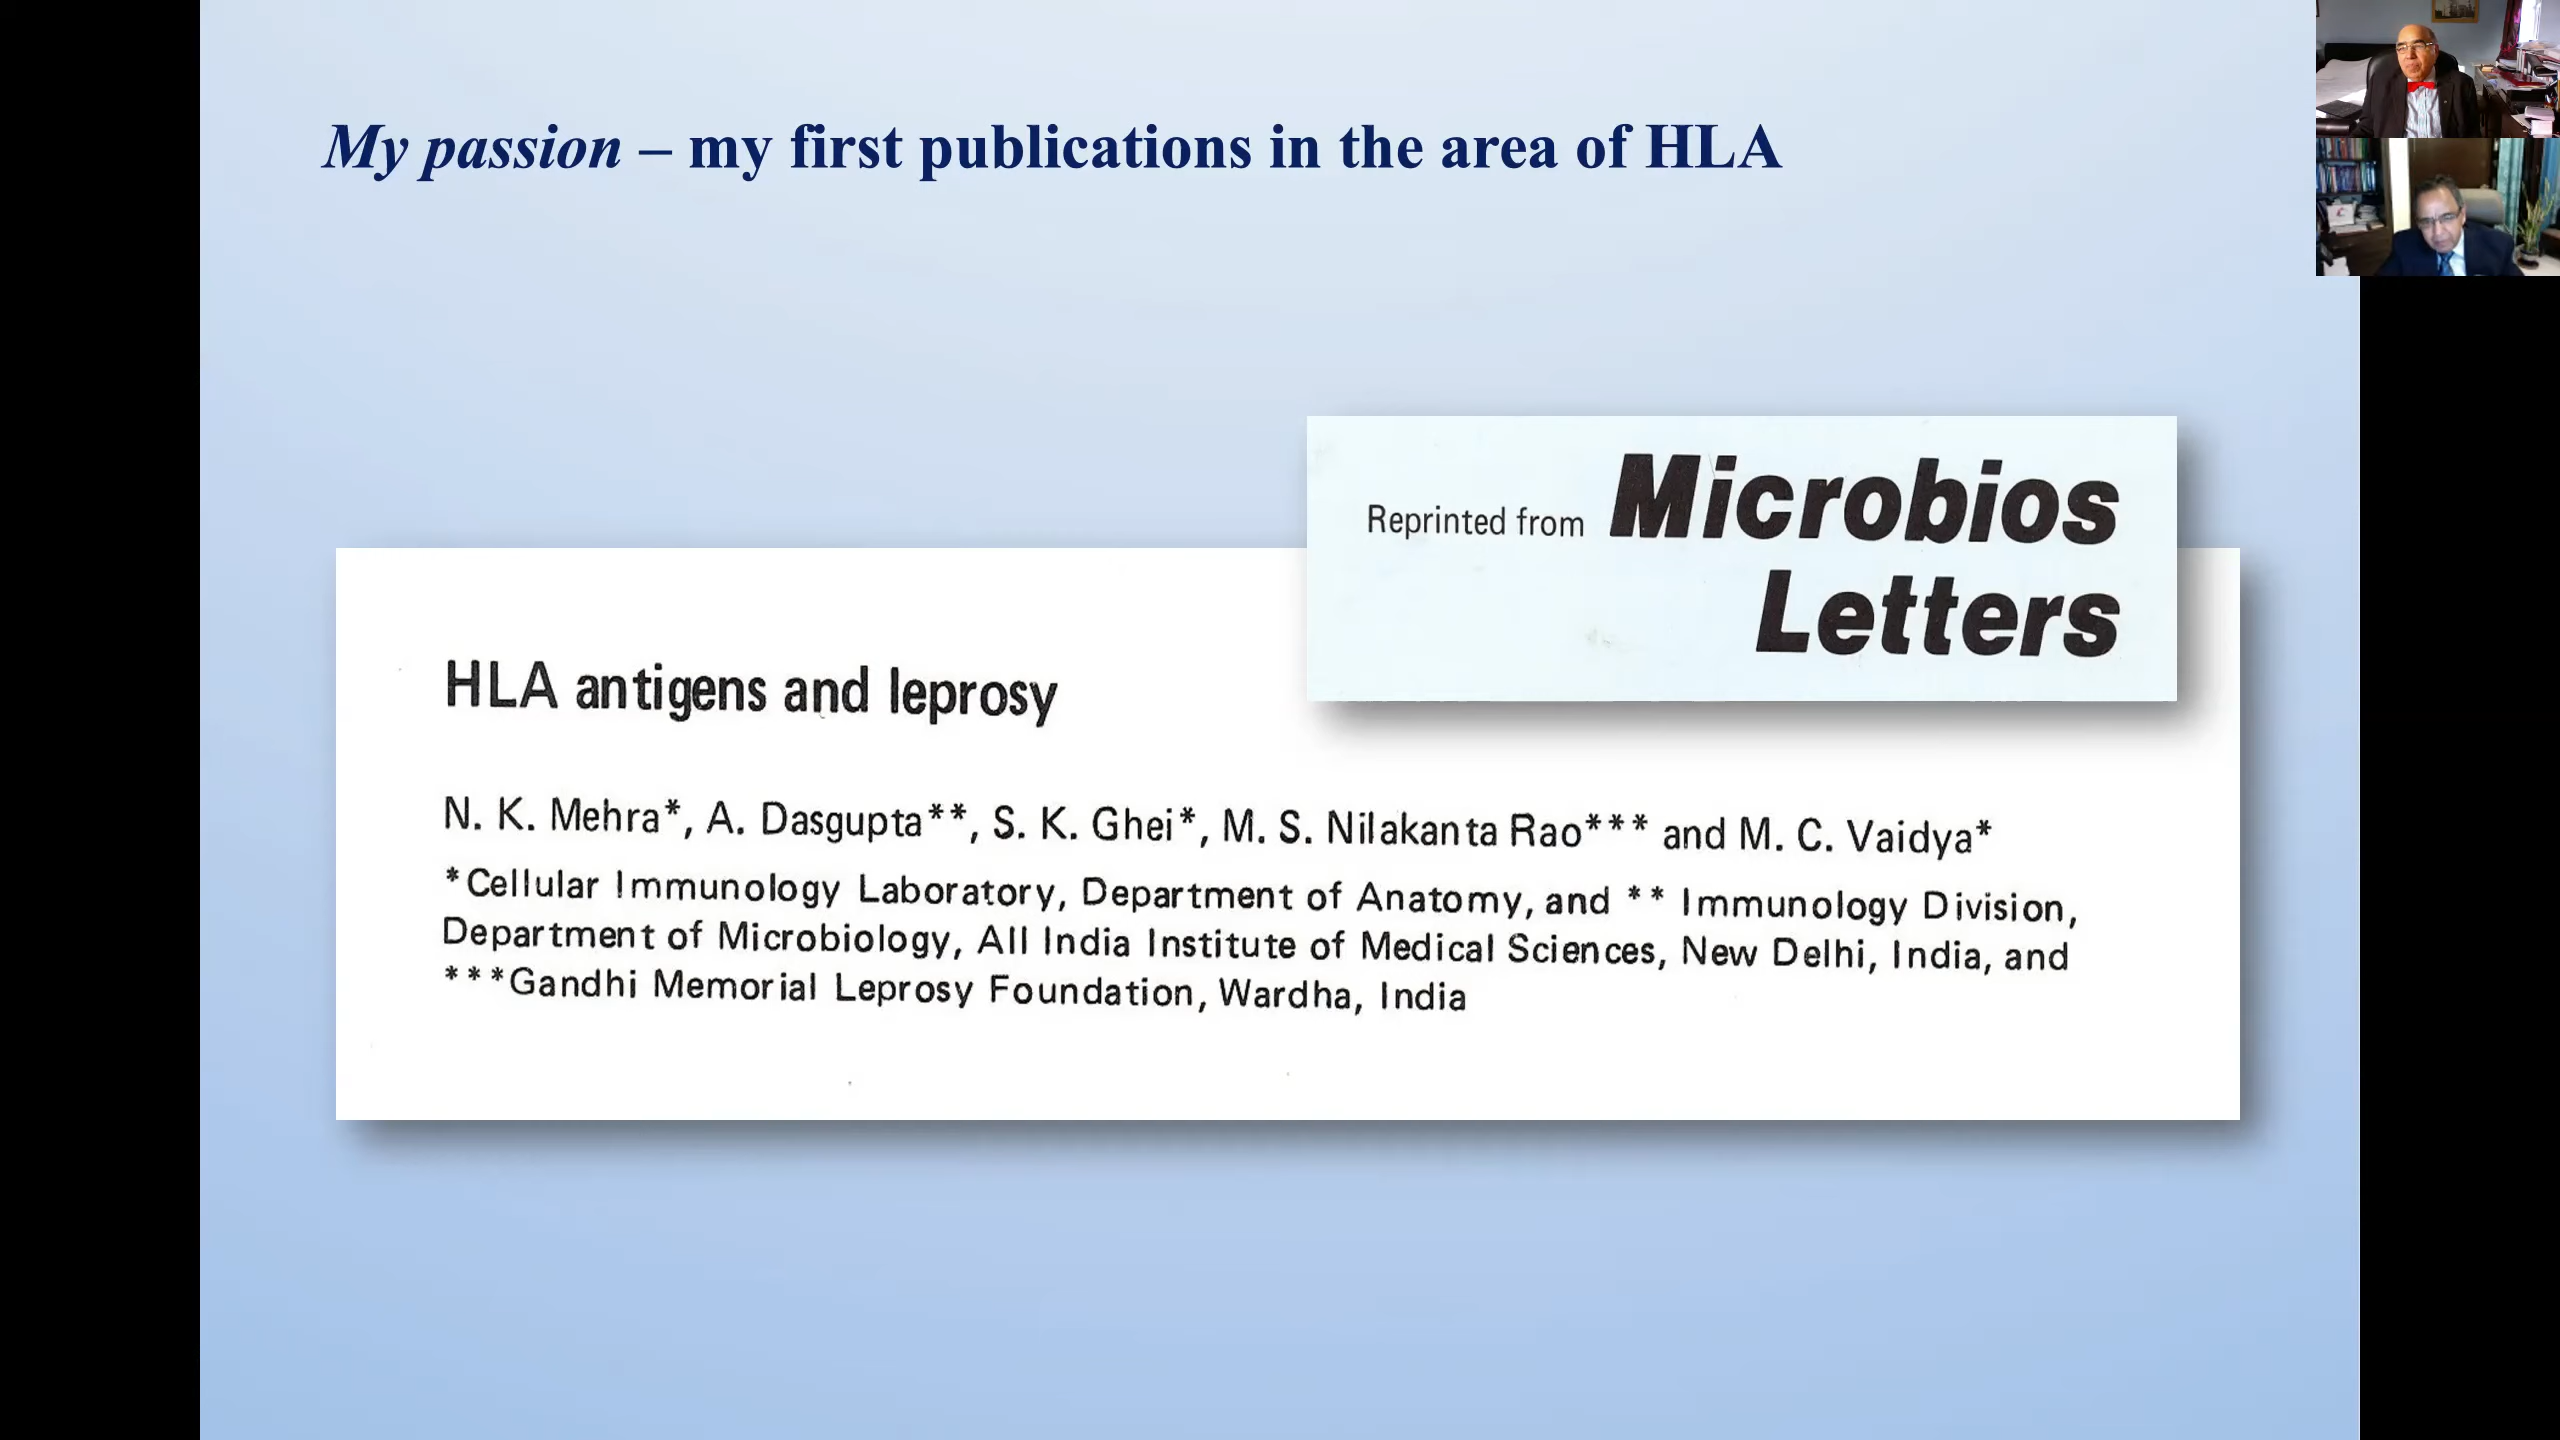 My passion – my first publications in the area of HLA
Reprinted from Microbios
Letters
HLA antigens and leprosy
N. K. Mehra*, A. Dasgupta**, S. K. Ghei*, M. S. Nilakanta Rao*** and M. C. Vaidya*
*Cellular Immunology Laboratory, Department of Anatomy, and ** Immunology Division,
Department of Microbiology, All India Institute of Medical Sciences, New Delhi, India, and
***Gandhi Memorial Leprosy Foundation, Wardha, India